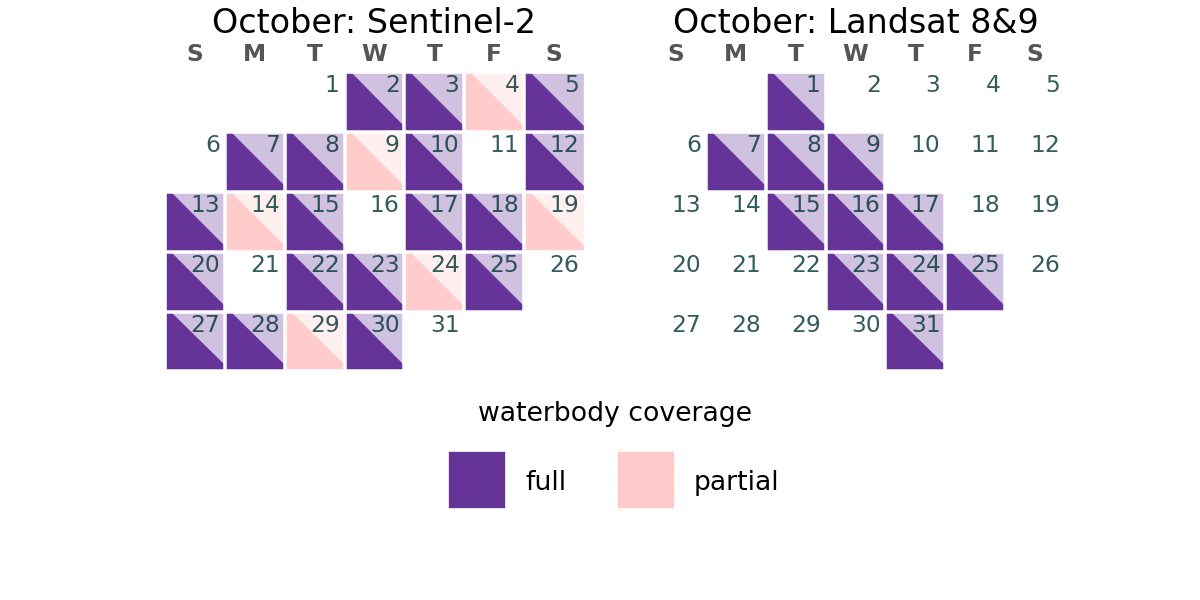 October: Sentinel-2
S M T W T F S
1 2 3 4 5
6 7 8 9 10 11 12
13 14 15 16 17 18 19
20 21 22 23 24 25 26
27 28 29 30 31
October: Landsat 8&9
S M T W T F S
1 2 3 4 5
6 7 8 9 10 11 12
13 14 15 16 17 18 19
20 21 22 23 24 25 26
27 28 29 30 31
waterbody coverage
full
partial